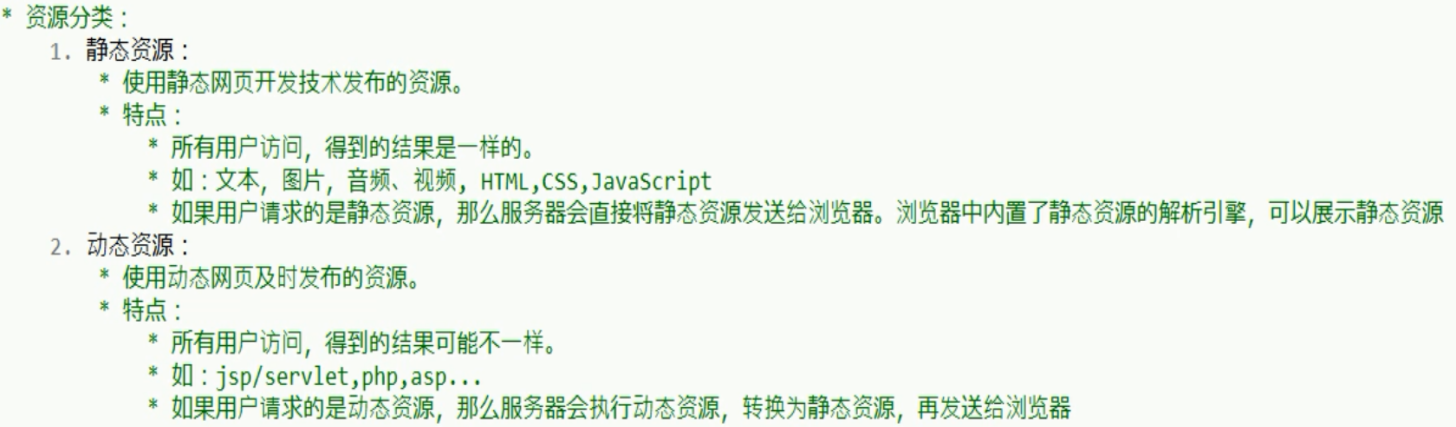 * 资源分类：
1. 静态资源：
* 使用静态网页开发技术发布的资源。
* 特点：
* 所有用户访问，得到的结果是一样的。
* 如：文本，图片，音频、视频, HTML,CSS,JavaScript
* 如果用户请求的是静态资源，那么服务器会直接将静态资源发送给浏览器。浏览器中内置了静态资源的解析引擎，可以展示静态资源
2. 动态资源：
* 使用动态网页及时发布的资源。
* 特点：
* 所有用户访问，得到的结果可能不一样。
* 如：jsp/servlet,php,asp...
* 如果用户请求的是动态资源，那么服务器会执行动态资源，转换为静态资源，再发送给浏览器